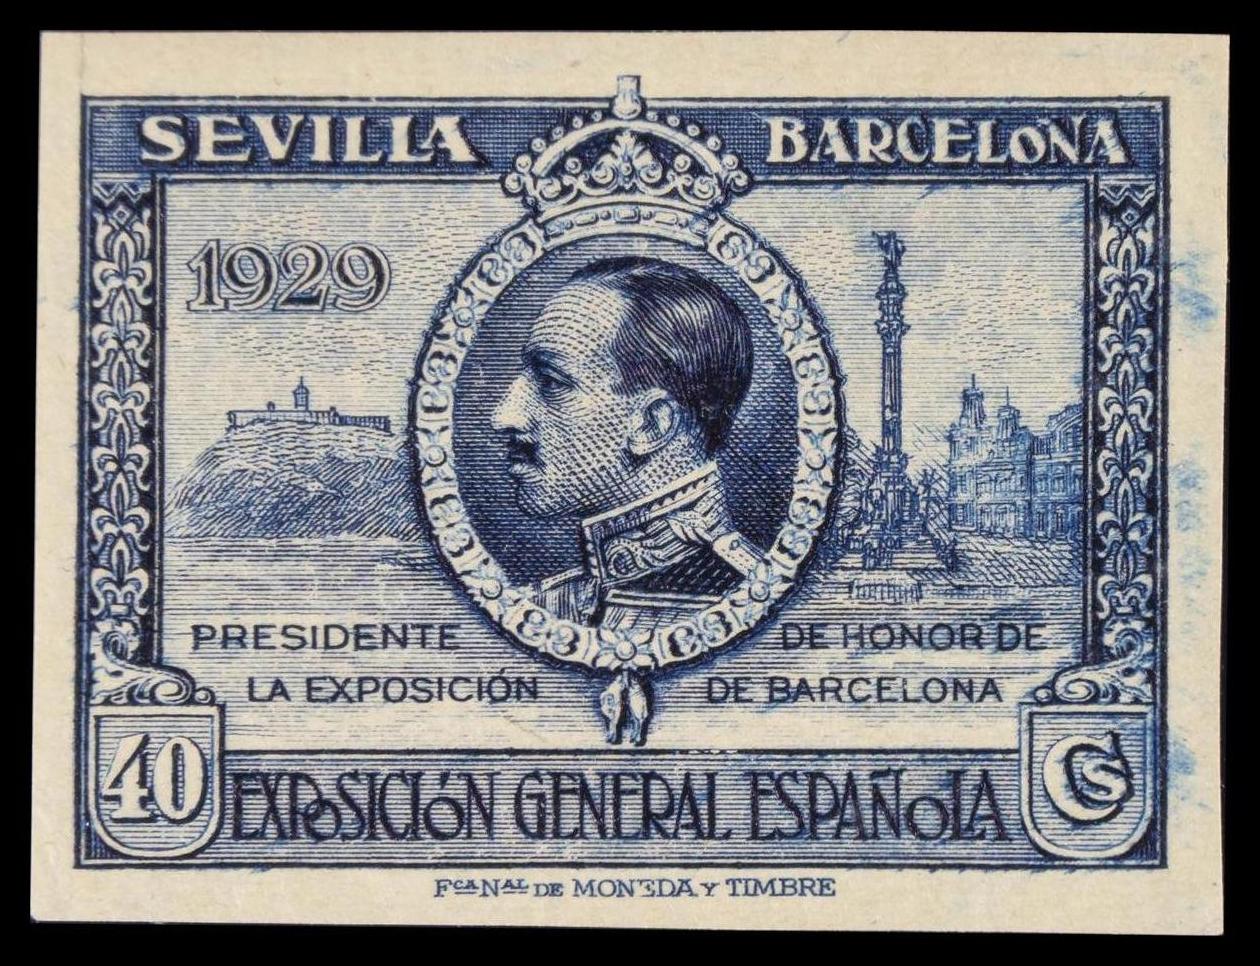 SEVILLA BARCELONA
1929
PRESIDENTE DE HONOR DE
LA EXPOSICIÓN DE BARCELONA
40 EXPOSICIÓN GENERAL ESPAÑOLA Cs
FCA NAL DE MONEDA Y TIMBRE